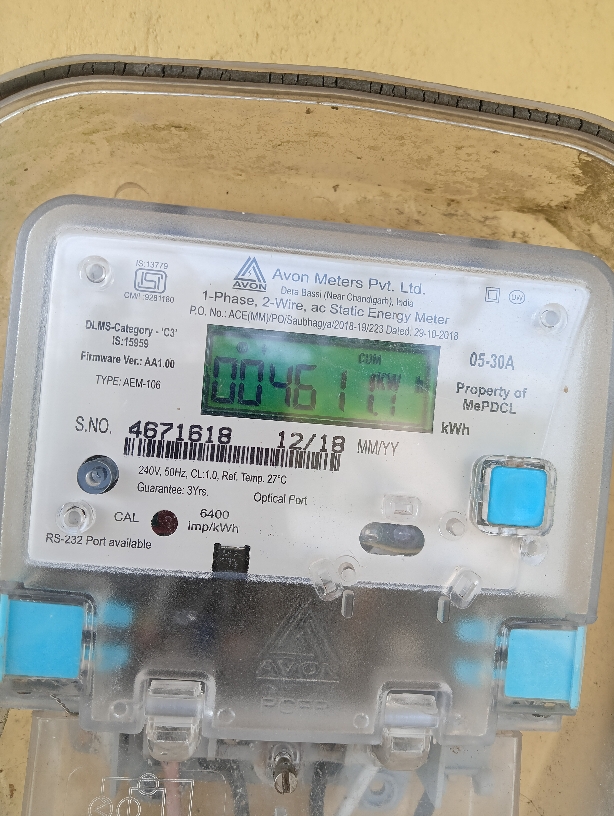 IS:13779
ISI
CM/L-9281180
AVON
Avon Meters Pvt. Ltd.
Dera Bassi (Near Chandigarh), India
1-Phase, 2-Wire, ac Static Energy Meter
P.O. No.: ACE(MM)/PO/Saubhagya/2018-19/223 Dated, 29-10-2018
DLMS-Category - 'C3'
IS:15959
Firmware Ver.: AA1.00
TYPE: AEM-106
CUM
004611 kW h
05-30A
Property of
MePDCL
kWh
S.NO. 4671618 12/18 MM/YY
240V, 50Hz, CL:1.0, Ref. Temp. 27°C
Guarantee: 3Yrs.
Optical Port
CAL
6400
imp/kWh
RS-232 Port available
AVON